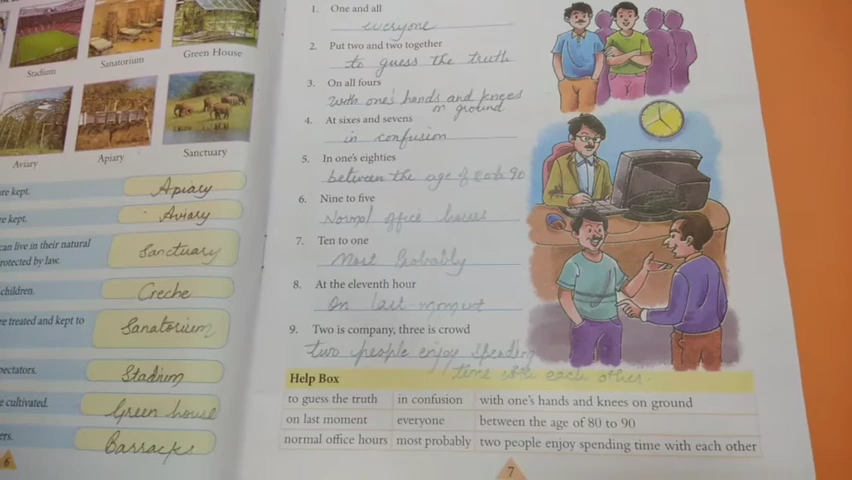 Stadium
Sanatorium
Green House
Aviary
Apiary
Sanctuary
are kept.
Apiary
are kept.
Aviary
can live in their natural
protected by law.
Sanctuary
children.
Creche
are treated and kept to
Sanatorium
spectators.
Stadium
cultivated.
Green house
Barracks
6
1. One and all
everyone
2. Put two and two together
to guess the truth
3. On all fours
with one's hands and knees
on ground
4. At sixes and sevens
in confusion
5. In one's eighties
between the age of 80 to 90
6. Nine to five
Normal office hours
7. Ten to one
Most Probably
8. At the eleventh hour
On last moment
9. Two is company, three is crowd
two people enjoy spending
time with each other.
Help Box
to guess the truth in confusion with one's hands and knees on ground
on last moment everyone between the age of 80 to 90
normal office hours most probably two people enjoy spending time with each other
7